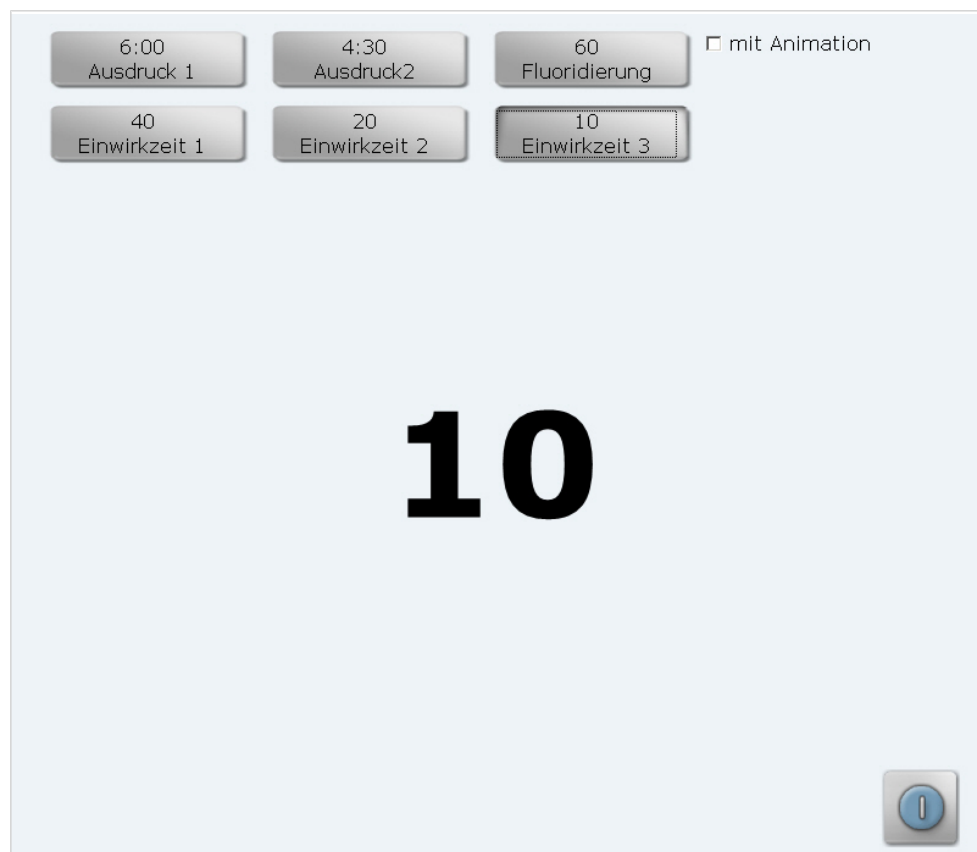 6:00
Ausdruck 1
4:30
Ausdruck2
60
Fluoridierung
mit Animation
40
Einwirkzeit 1
20
Einwirkzeit 2
10
Einwirkzeit 3
10